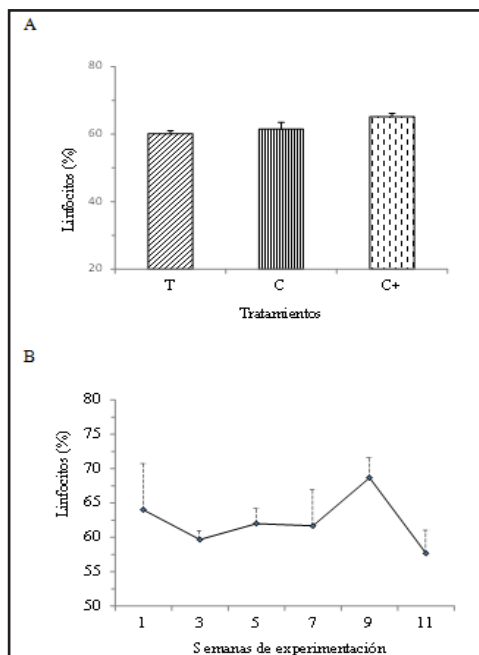 A
80
60
40
20
Linfocitos (%)
T C C+
Tratamientos
B
80
75
70
65
60
55
50
Linfocitos (%)
1 3 5 7 9 11
Semanas de experimentación